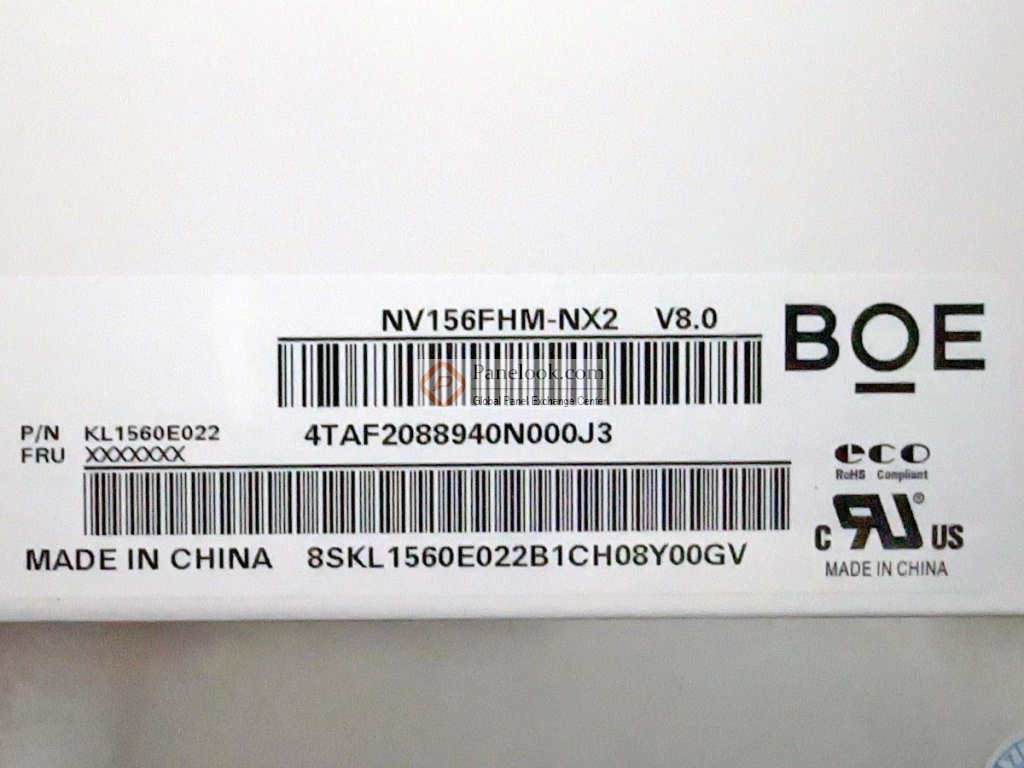 NV156FHM-NX2 V8.0
BOE
Panelook.com
Global Panel Exchange Center
P/N KL1560E022
4TAF2088940N000J3
FRU XXXXXXX
eco
RoHS Compliant
C RU ® US
MADE IN CHINA 8SKL1560E022B1CH08Y00GV
MADE IN CHINA